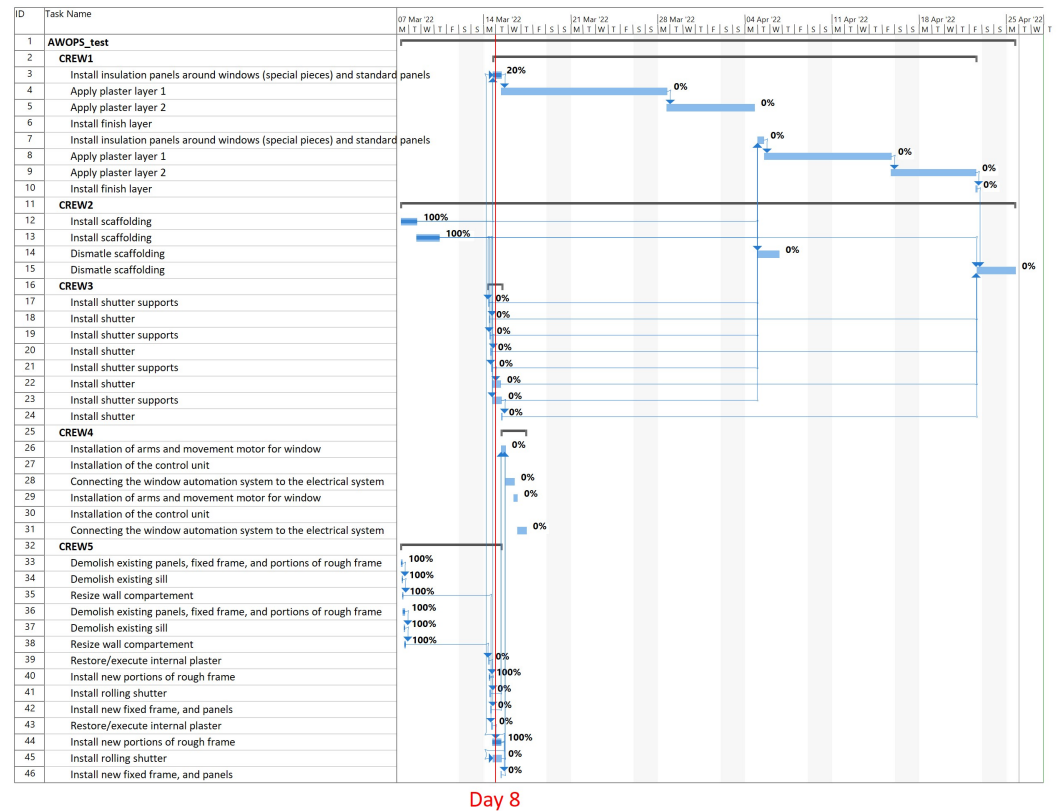 ID Task Name 07 Mar '22 14 Mar '22 21 Mar '22 28 Mar '22 04 Apr '22 11 Apr '22 18 Apr '22 25 Apr '22
M T W T F S S M T W T F S S M T W T F S S M T W T F S S M T W T F S S M T W T F S S M T W T F S S M T W T
1 AWOPS_test
2 CREW1
3 Install insulation panels around windows (special pieces) and standard panels 20%
4 Apply plaster layer 1 0%
5 Apply plaster layer 2 0%
6 Install finish layer
7 Install insulation panels around windows (special pieces) and standard panels 0%
8 Apply plaster layer 1 0%
9 Apply plaster layer 2 0%
10 Install finish layer 0%
11 CREW2
12 Install scaffolding 100%
13 Install scaffolding 100%
14 Dismatle scaffolding 0%
15 Dismatle scaffolding 0%
16 CREW3
17 Install shutter supports 0%
18 Install shutter 0%
19 Install shutter supports 0%
20 Install shutter 0%
21 Install shutter supports 0%
22 Install shutter 0%
23 Install shutter supports 0%
24 Install shutter 0%
25 CREW4
26 Installation of arms and movement motor for window 0%
27 Installation of the control unit
28 Connecting the window automation system to the electrical system 0%
29 Installation of arms and movement motor for window 0%
30 Installation of the control unit
31 Connecting the window automation system to the electrical system 0%
32 CREW5
33 Demolish existing panels, fixed frame, and portions of rough frame 100%
34 Demolish existing sill 100%
35 Resize wall compartement 100%
36 Demolish existing panels, fixed frame, and portions of rough frame 100%
37 Demolish existing sill 100%
38 Resize wall compartement 100%
39 Restore/execute internal plaster 0%
40 Install new portions of rough frame 100%
41 Install rolling shutter 0%
42 Install new fixed frame, and panels 0%
43 Restore/execute internal plaster 0%
44 Install new portions of rough frame 100%
45 Install rolling shutter 0%
46 Install new fixed frame, and panels 0%
Day 8